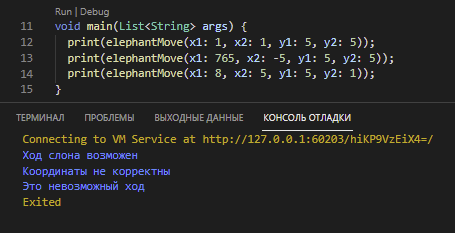 Run | Debug
11 void main(List<String> args) {
12 print(elephantMove(x1: 1, x2: 1, y1: 5, y2: 5));
13 print(elephantMove(x1: 765, x2: -5, y1: 5, y2: 5));
14 print(elephantMove(x1: 8, x2: 5, y1: 5, y2: 1));
15 }
ТЕРМИНАЛ ПРОБЛЕМЫ ВЫХОДНЫЕ ДАННЫЕ КОНСОЛЬ ОТЛАДКИ
Connecting to VM Service at http://127.0.0.1:60203/hiKP9VzEiX4=/
Ход слона возможен
Координаты не корректны
Это невозможный ход
Exited